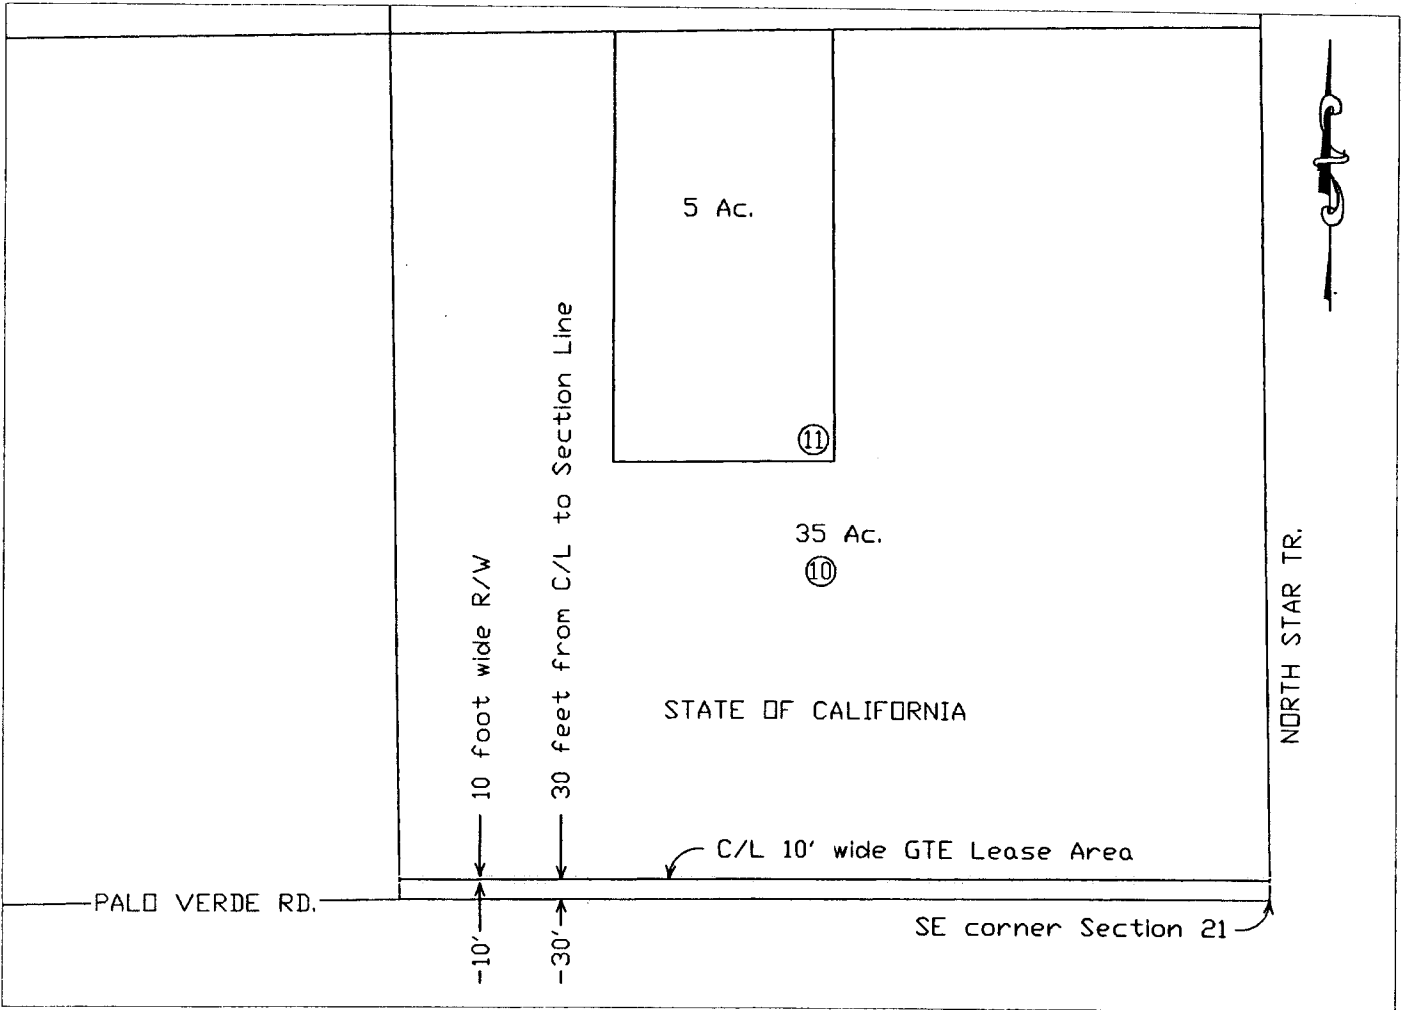 5 Ac.
11
35 Ac.
10
STATE OF CALIFORNIA
10 foot wide R/W
30 feet from C/L to Section Line
NORTH STAR TR.
C/L 10' wide GTE Lease Area
PALO VERDE RD.
SE corner Section 21
10'
30'